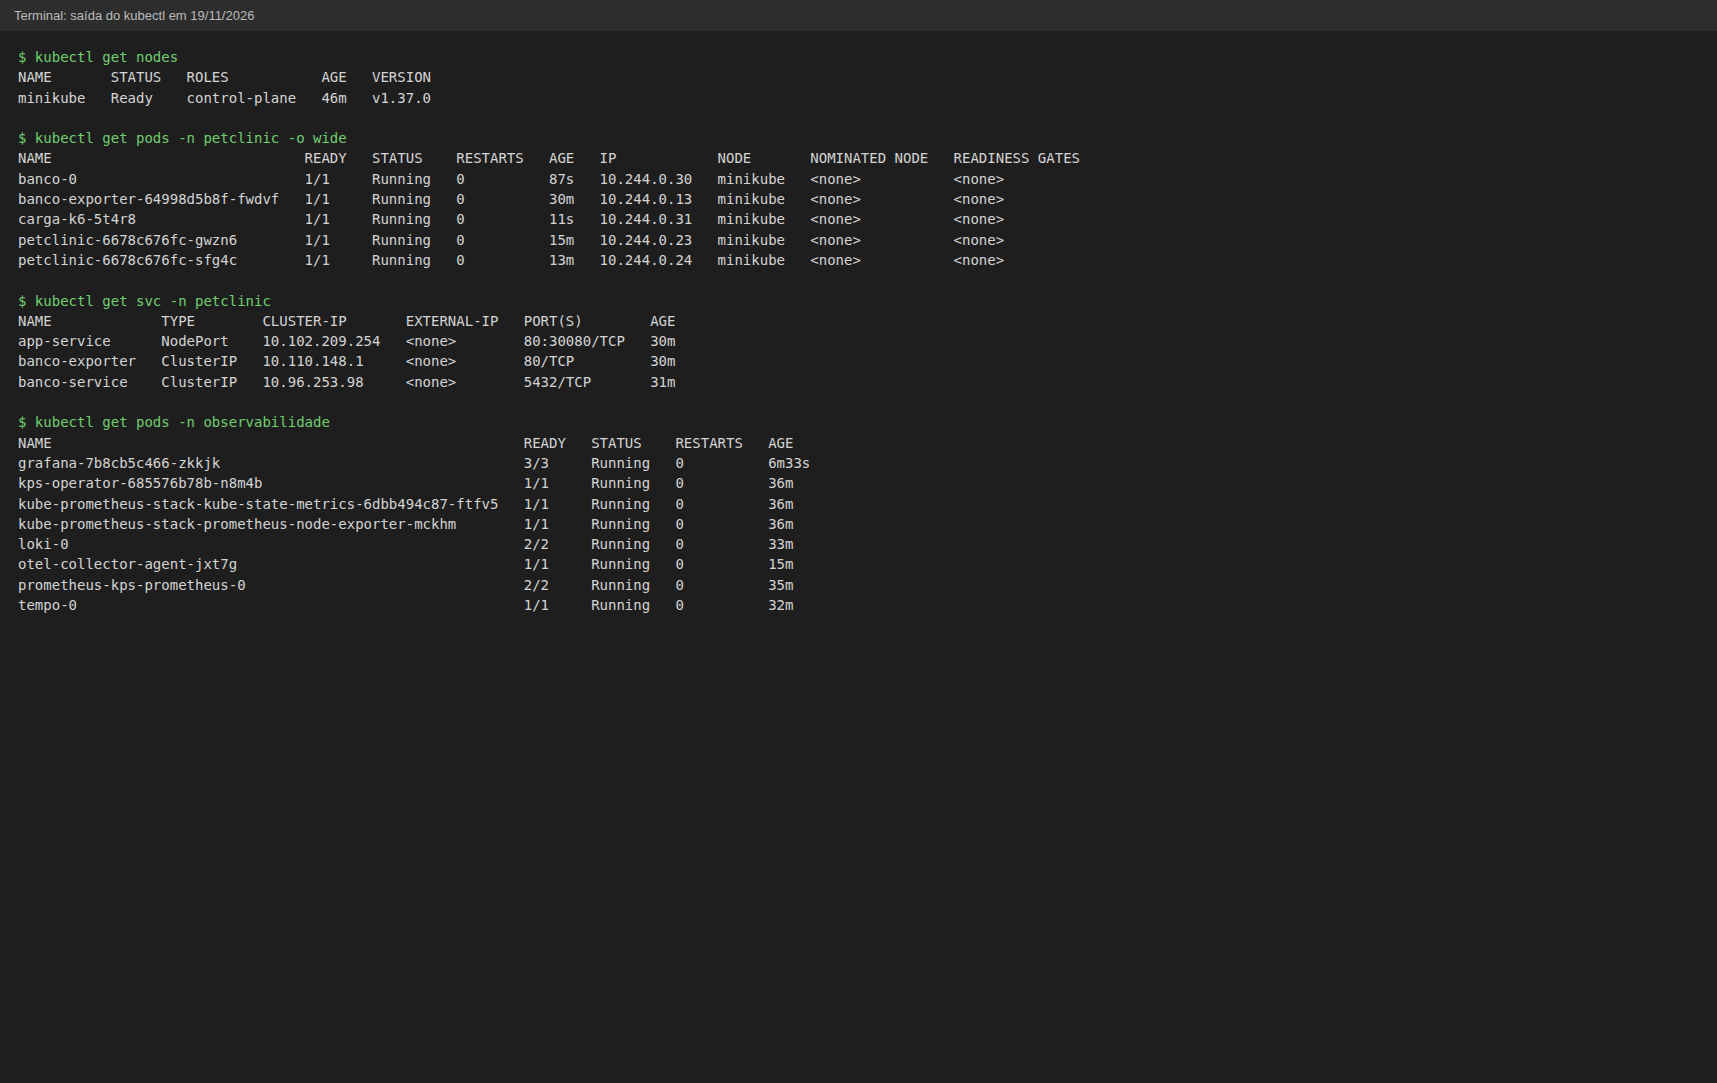 Terminal: saída do kubectl em 19/11/2026
$ kubectl get nodes
NAME       STATUS   ROLES           AGE   VERSION
minikube   Ready    control-plane   46m   v1.37.0
$ kubectl get pods -n petclinic -o wide
NAME                              READY   STATUS    RESTARTS   AGE   IP            NODE       NOMINATED NODE   READINESS GATES
banco-0                           1/1     Running   0          87s   10.244.0.30   minikube   <none>           <none>
banco-exporter-64998d5b8f-fwdvf   1/1     Running   0          30m   10.244.0.13   minikube   <none>           <none>
carga-k6-5t4r8                    1/1     Running   0          11s   10.244.0.31   minikube   <none>           <none>
petclinic-6678c676fc-gwzn6        1/1     Running   0          15m   10.244.0.23   minikube   <none>           <none>
petclinic-6678c676fc-sfg4c        1/1     Running   0          13m   10.244.0.24   minikube   <none>           <none>
$ kubectl get svc -n petclinic
NAME             TYPE        CLUSTER-IP       EXTERNAL-IP   PORT(S)        AGE
app-service      NodePort    10.102.209.254   <none>        80:30080/TCP   30m
banco-exporter   ClusterIP   10.110.148.1     <none>        80/TCP         30m
banco-service    ClusterIP   10.96.253.98     <none>        5432/TCP       31m
$ kubectl get pods -n observabilidade
NAME                                                        READY   STATUS    RESTARTS   AGE
grafana-7b8cb5c466-zkkjk                                    3/3     Running   0          6m33s
kps-operator-685576b78b-n8m4b                               1/1     Running   0          36m
kube-prometheus-stack-kube-state-metrics-6dbb494c87-ftfv5   1/1     Running   0          36m
kube-prometheus-stack-prometheus-node-exporter-mckhm        1/1     Running   0          36m
loki-0                                                      2/2     Running   0          33m
otel-collector-agent-jxt7g                                  1/1     Running   0          15m
prometheus-kps-prometheus-0                                 2/2     Running   0          35m
tempo-0                                                     1/1     Running   0          32m